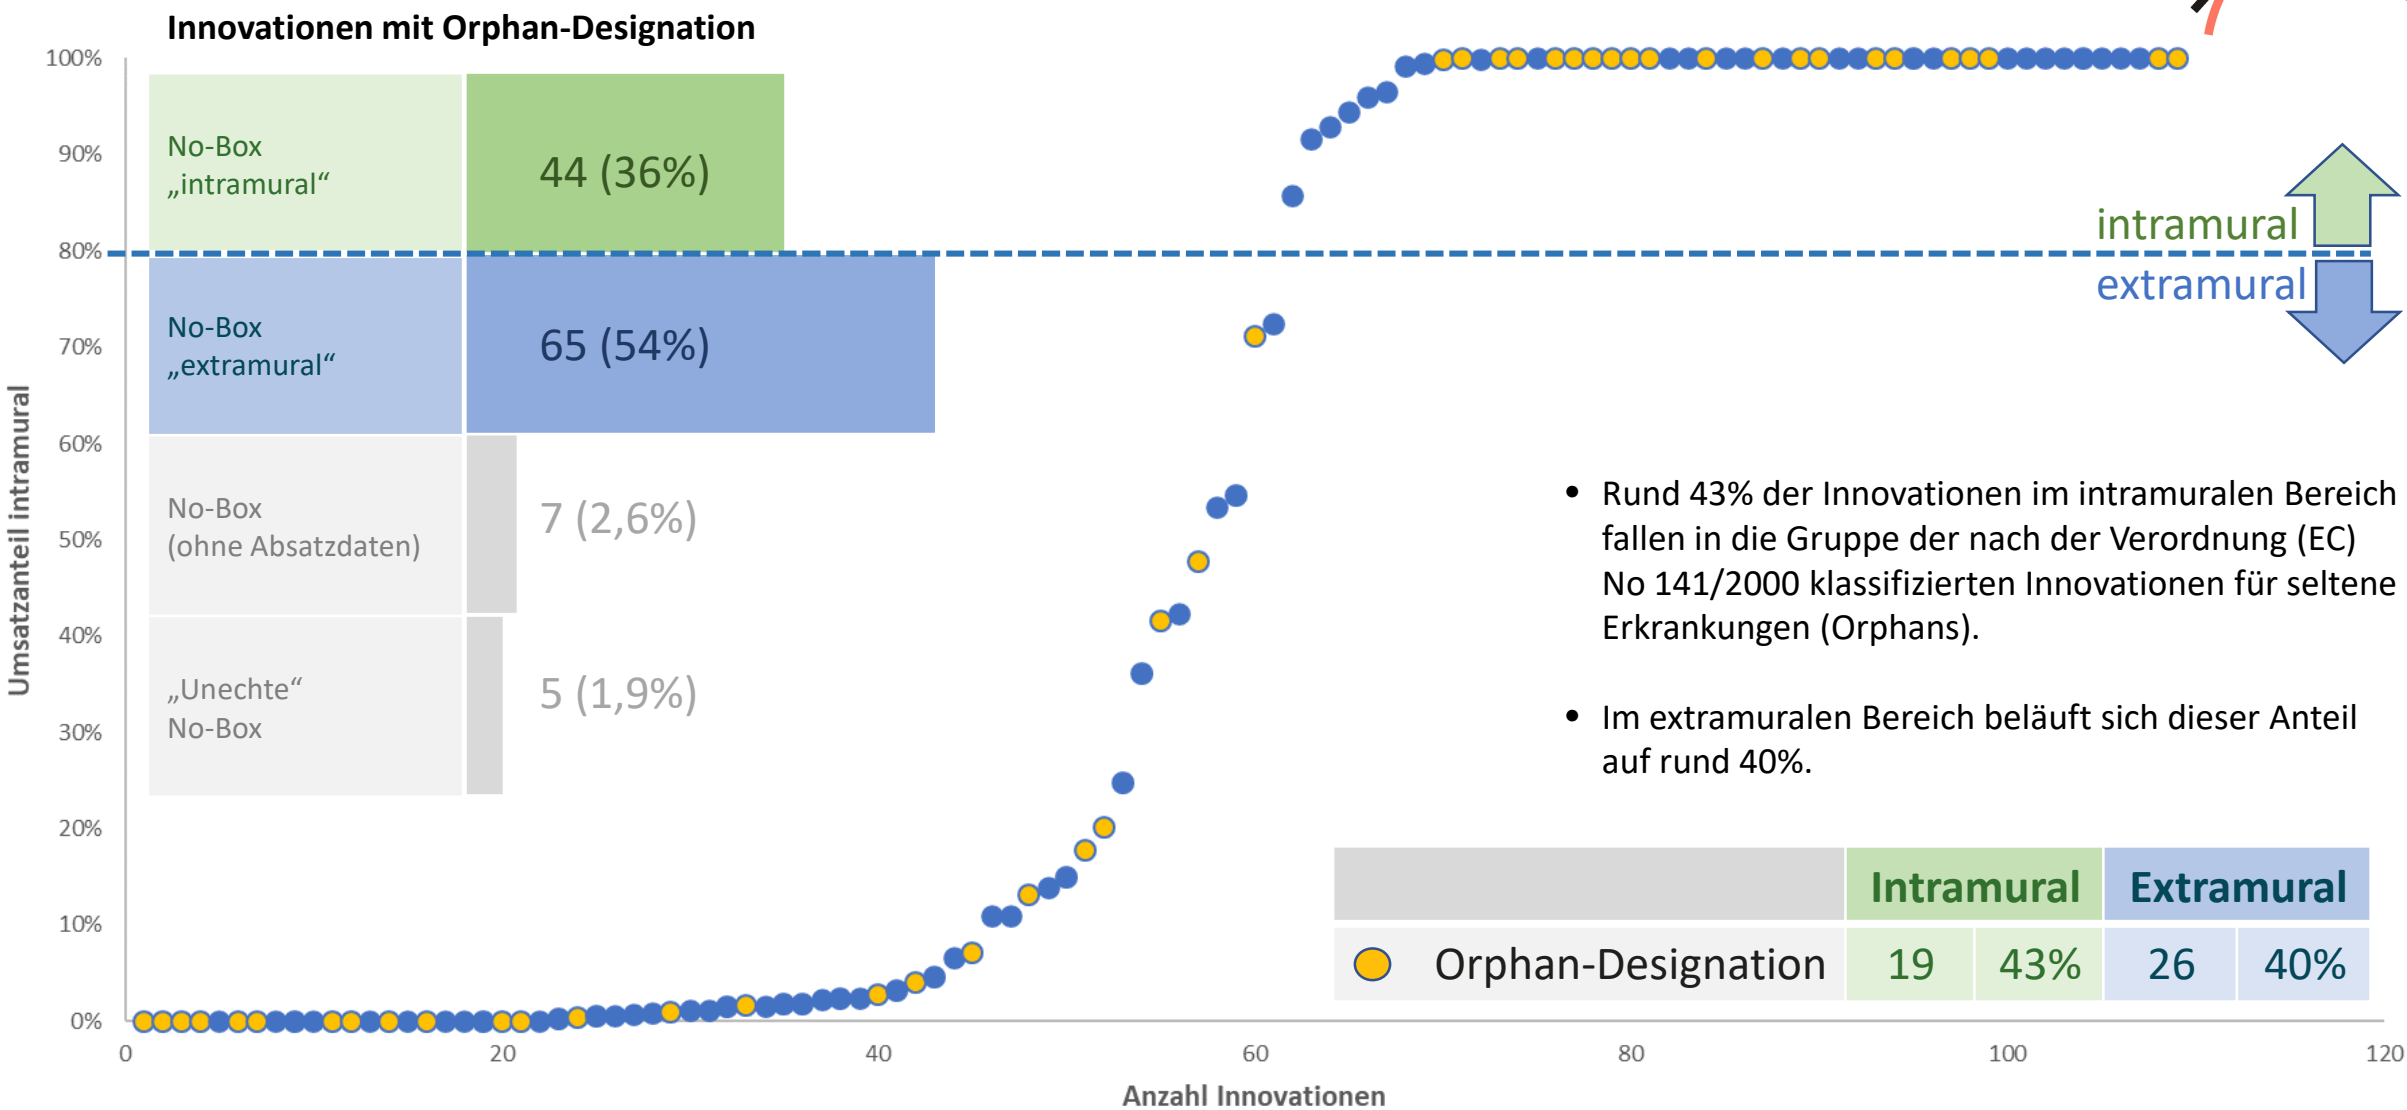 Innovationen mit Orphan-Designation
100%
90%
80%
70%
60%
50%
40%
30%
20%
10%
0%
Umsatzanteil intramural
No-Box
„intramural“
44 (36%)
No-Box
„extramural“
65 (54%)
No-Box
(ohne Absatzdaten)
7 (2,6%)
„Unechte“
No-Box
5 (1,9%)
intramural
extramural
• Rund 43% der Innovationen im intramuralen Bereich
fallen in die Gruppe der nach der Verordnung (EC)
No 141/2000 klassifizierten Innovationen für seltene
Erkrankungen (Orphans).
• Im extramuralen Bereich beläuft sich dieser Anteil
auf rund 40%.
Intramural Extramural
Orphan-Designation 19 43% 26 40%
0 20 40 60 80 100 120
Anzahl Innovationen